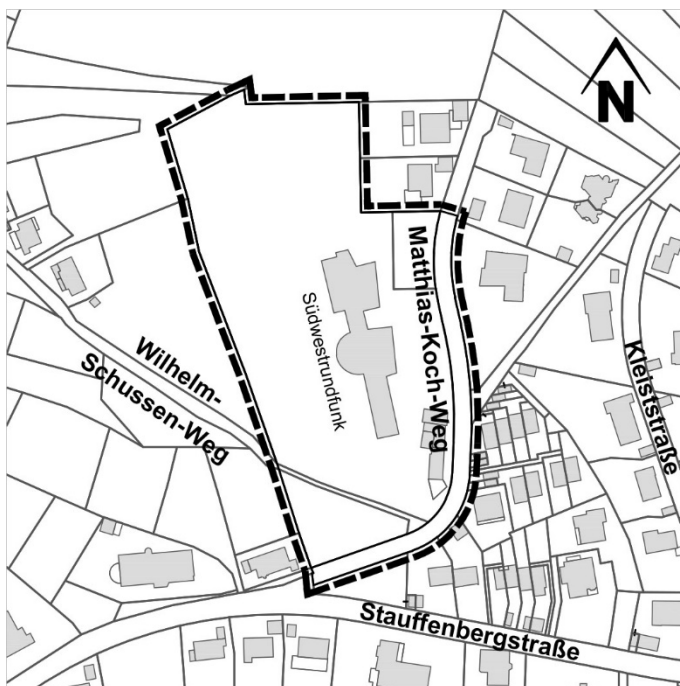 N
Matthias-Koch-Weg
Südwestrundfunk
Wilhelm-
Schussen-Weg
Kleiststraße
Stauffenbergstraße